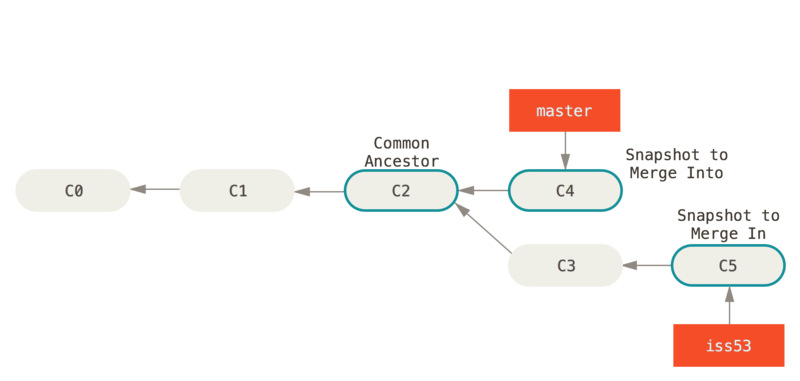 master
Common
Ancestor
Snapshot to
Merge Into
C0
C1
C2
C4
Snapshot to
Merge In
C3
C5
iss53